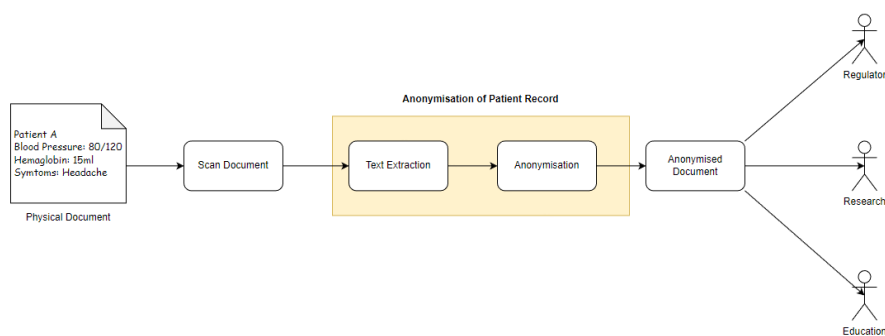 Anonymisation of Patient Record
Patient A
Blood Pressure: 80/120
Hemaglobin: 15ml
Symtoms: Headache
Physical Document
Scan Document
Text Extraction
Anonymisation
Anonymised
Document
Regulator
Research
Education